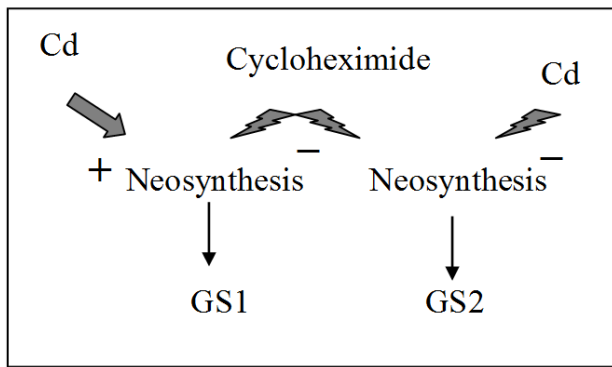 Cd
Cycloheximide
Cd
+ Neosynthesis − Neosynthesis −
GS1 GS2